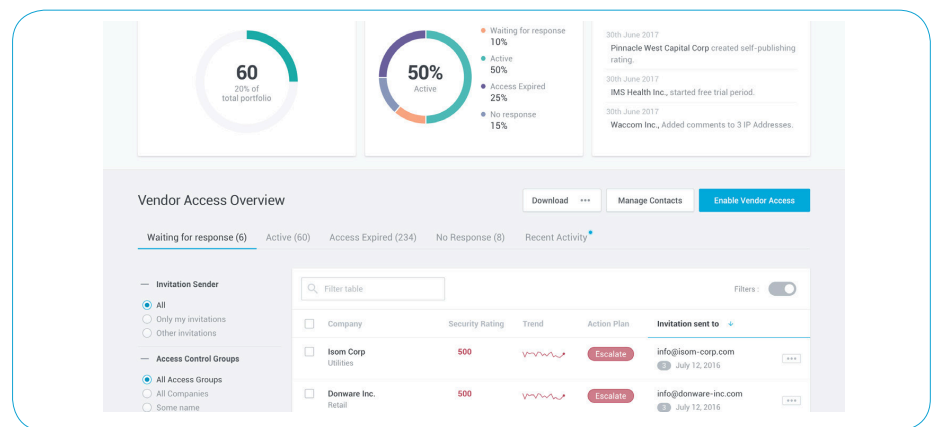 60
20% of
total portfolio
50%
Active
Waiting for response
10%
Active
50%
Access Expired
25%
No response
15%
30th June 2017
Pinnacle West Capital Corp created self-publishing
rating.
30th June 2017
IMS Health Inc., started free trial period.
30th June 2017
Waccom Inc., Added comments to 3 IP Addresses.
Vendor Access Overview
Download
Manage Contacts
Enable Vendor Access
Waiting for response (6) Active (60) Access Expired (234) No Response (8) Recent Activity
Invitation Sender
All
Only my invitations
Other invitations
Access Control Groups
All Access Groups
All Companies
Some name
Filter table
Filters :
Company Security Rating Trend Action Plan Invitation sent to
Isom Corp 500 Escalate info@isom-corp.com
Utilities July 12, 2016
Donware Inc. 500 Escalate info@donware-inc.com
Retail July 12, 2016